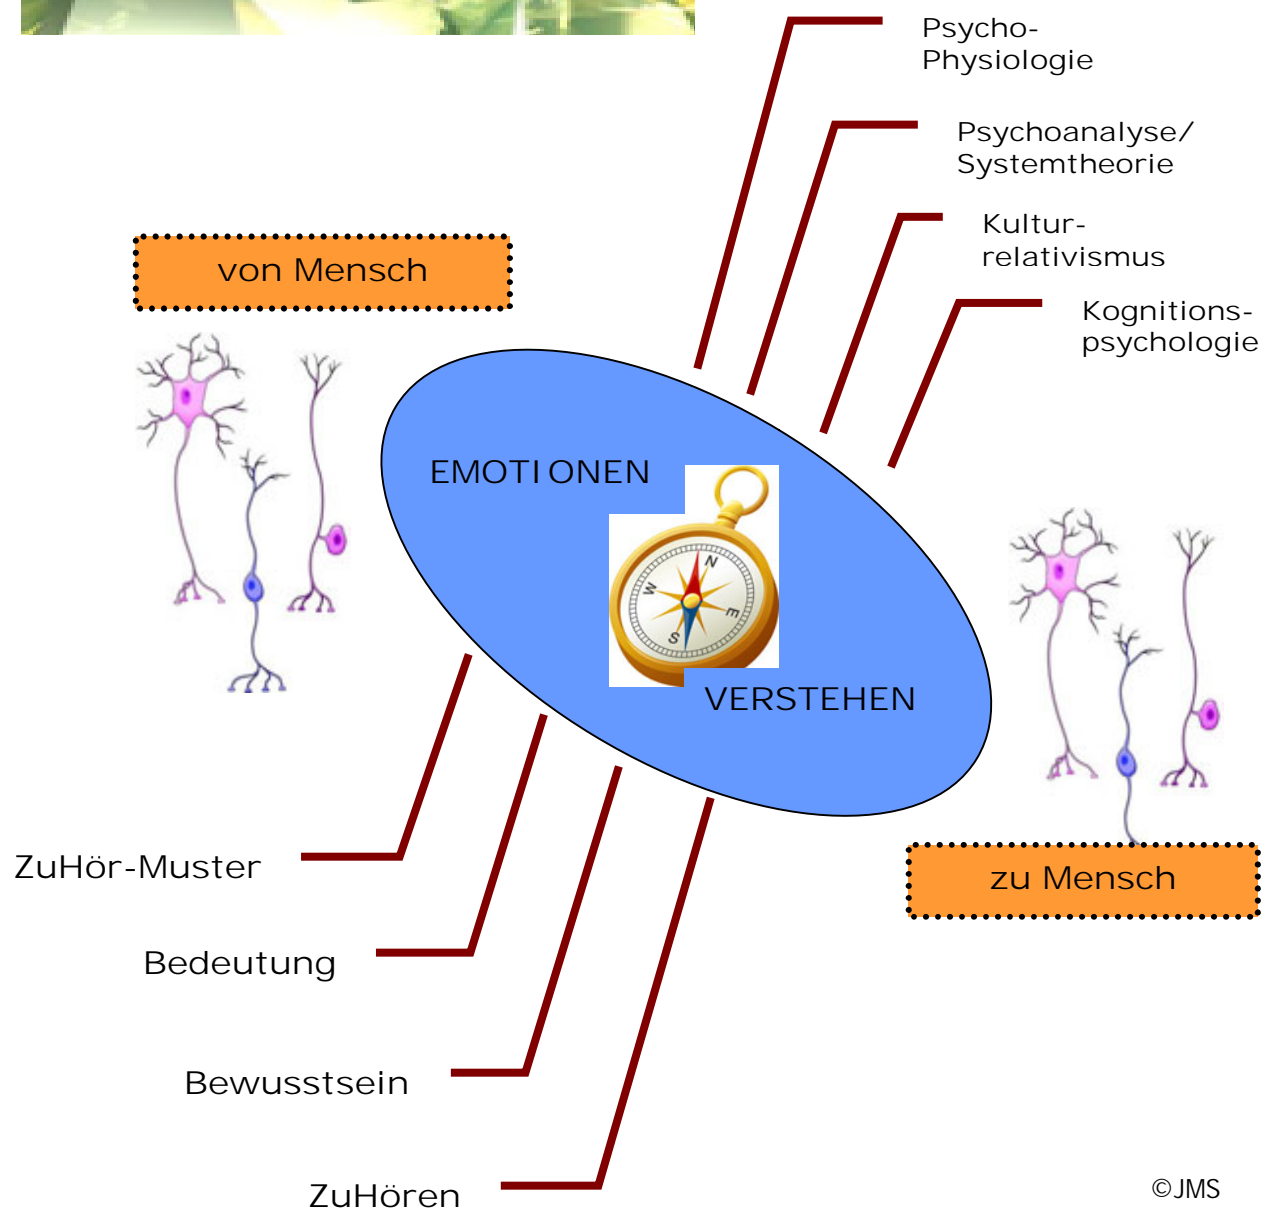 Psycho-
Physiologie
Psychoanalyse/
Systemtheorie
Kultur-
relativismus
von Mensch
Kognitions-
psychologie
EMOTIONEN
N
W
E
S
VERSTEHEN
ZuHör-Muster
zu Mensch
Bedeutung
Bewusstsein
ZuHören
©JMS